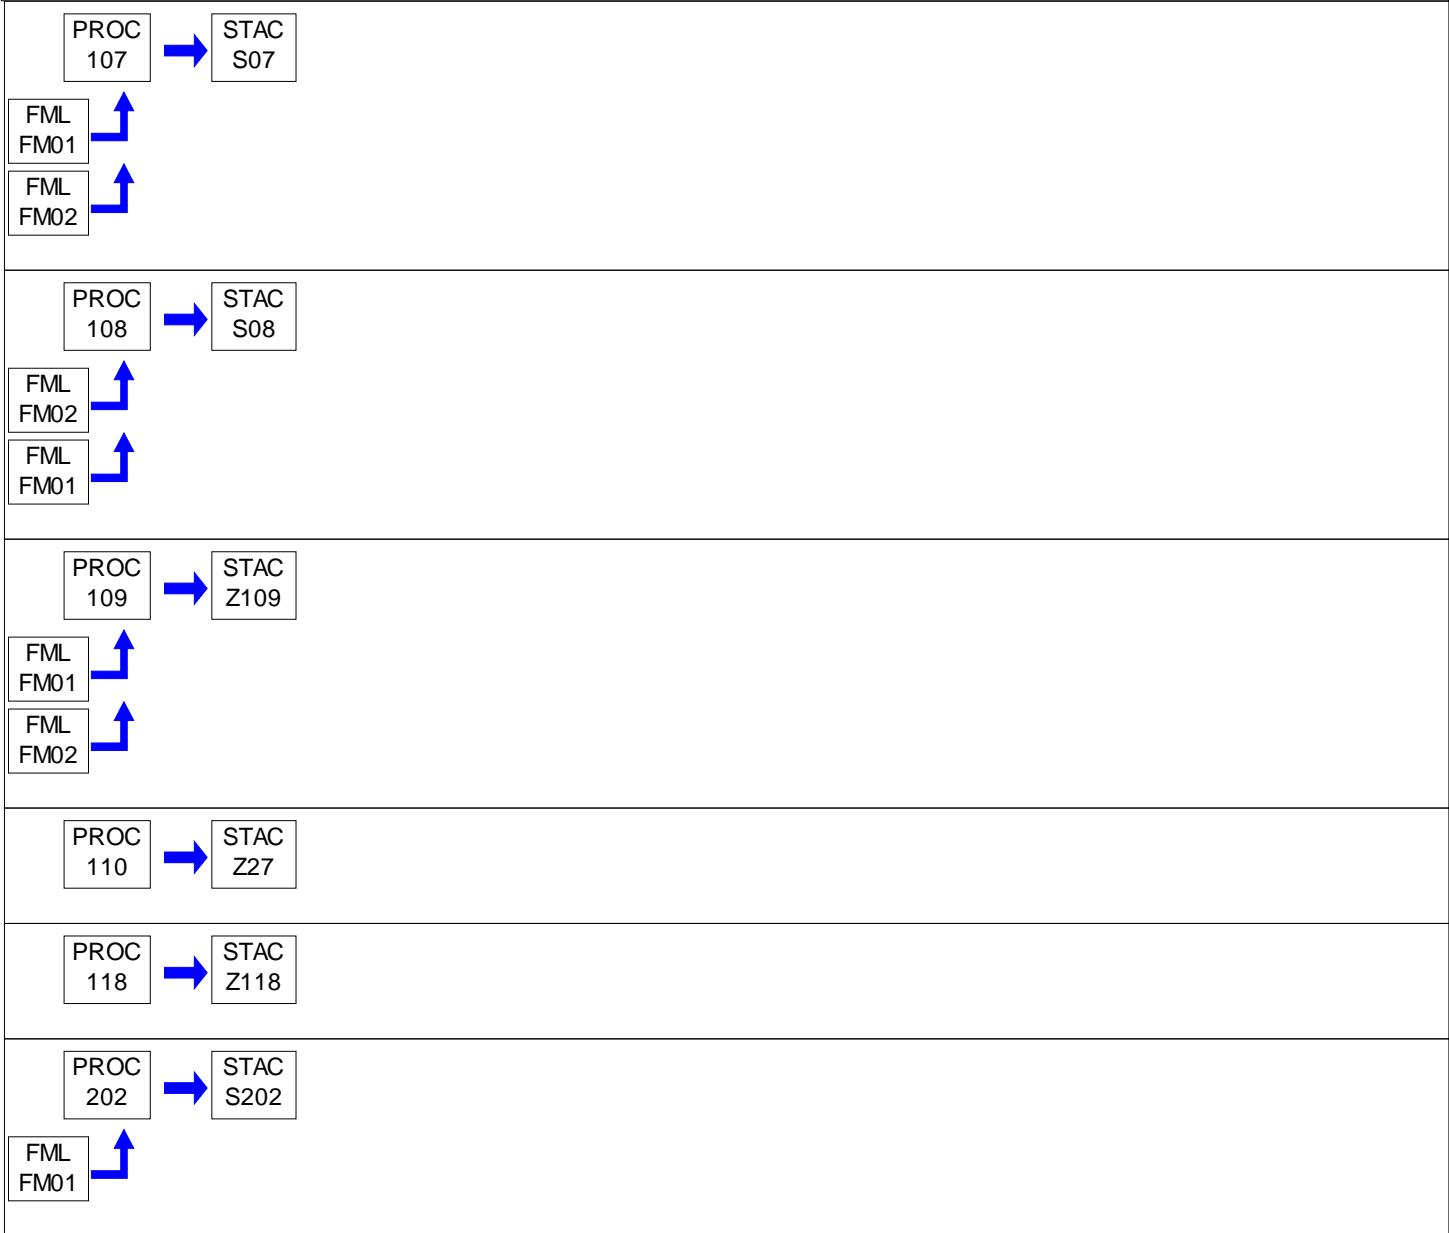 PROC
107
STAC
S07
FML
FM01
FML
FM02
PROC
108
STAC
S08
FML
FM02
FML
FM01
PROC
109
STAC
Z109
FML
FM01
FML
FM02
PROC
110
STAC
Z27
PROC
118
STAC
Z118
PROC
202
STAC
S202
FML
FM01